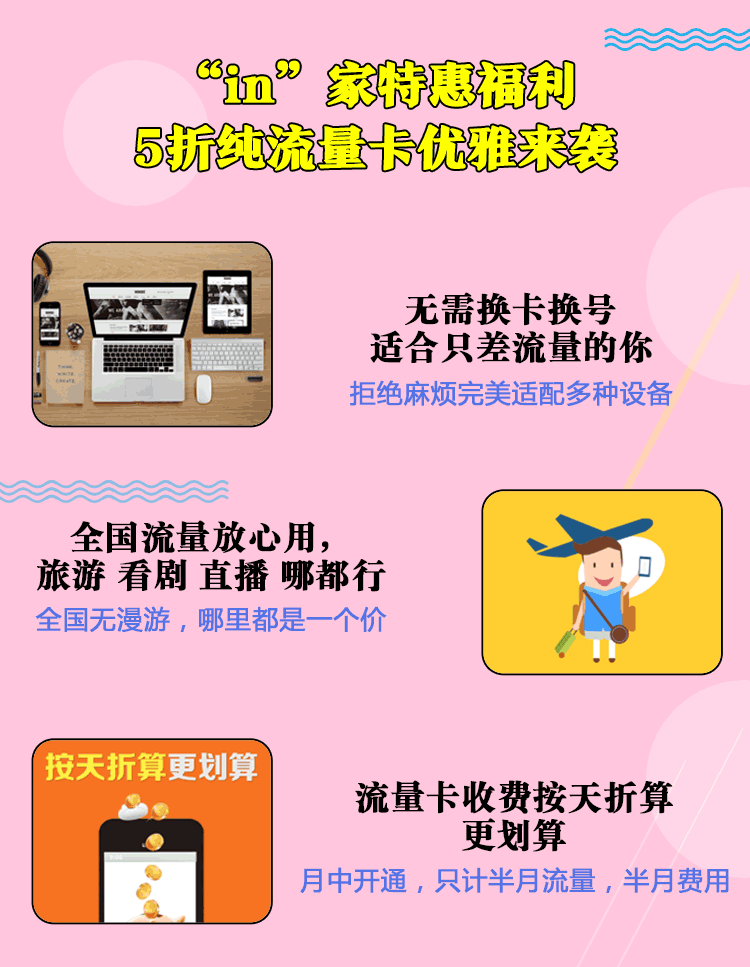 “in”家特惠福利
5折纯流量卡优雅来袭
无需换卡换号
适合只差流量的你
拒绝麻烦完美适配多种设备
THINK
WRITE
CREATE
全国流量放心用，
旅游 看剧 直播 哪都行
全国无漫游，哪里都是一个价
按天折算更划算
流量卡收费按天折算
更划算
月中开通，只计半月流量，半月费用